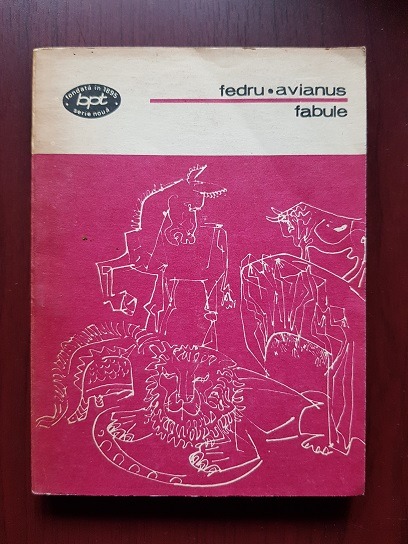 fondată în 1895
bpt
serie nouă
fedru • avianus
fabule